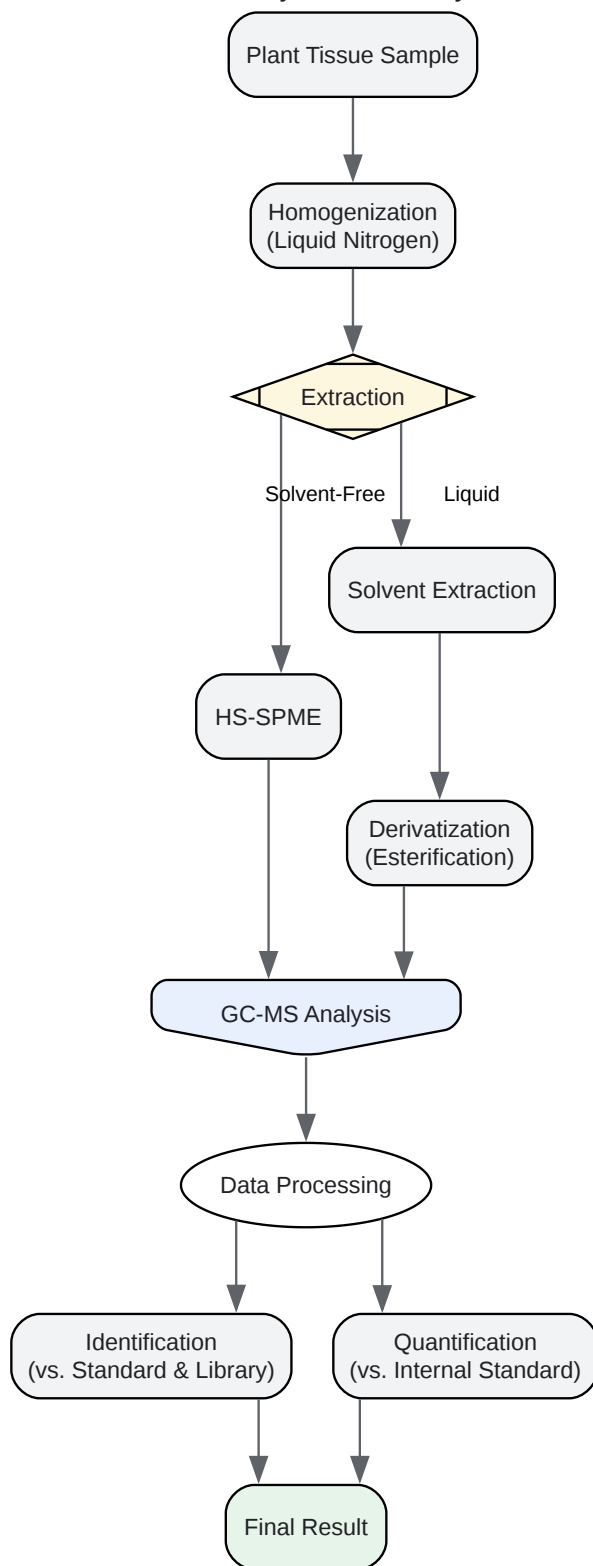 Plant Tissue Sample
Homogenization
(Liquid Nitrogen)
Extraction
Solvent-Free
Liquid
Solvent Extraction
HS-SPME
Derivatization
(Esterification)
GC-MS Analysis
Data Processing
Identification
(vs. Standard & Library)
Quantification
(vs. Internal Standard)
Final Result